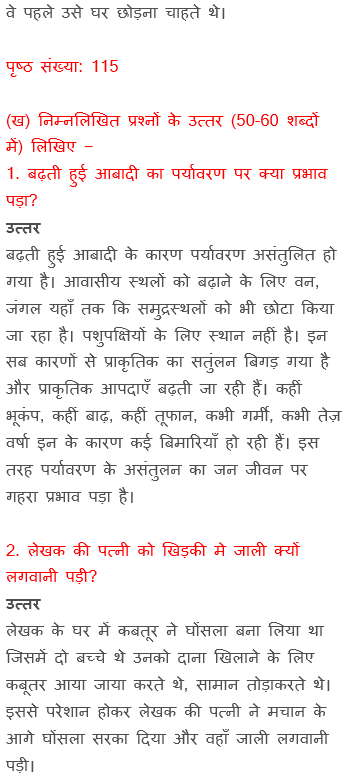 वे पहले उसे घर छोड़ना चाहते थे।
पृष्ठ संख्या: 115
(ख) निम्नलिखित प्रश्नों के उत्तर (50-60 शब्दों
में) लिखिए −
1. बढ़ती हुई आबादी का पर्यावरण पर क्या प्रभाव
पड़ा?
उत्तर
बढ़ती हुई आबादी के कारण पर्यावरण असंतुलित हो
गया है। आवासीय स्थलों को बढ़ाने के लिए वन,
जंगल यहाँ तक कि समुद्रस्थलों को भी छोटा किया
जा रहा है। पशुपक्षियों के लिए स्थान नहीं है। इन
सब कारणों से प्राकृतिक का सतुंलन बिगड़ गया है
और प्राकृतिक आपदाएँ बढ़ती जा रही हैं। कहीं
भूकंप, कहीं बाढ़, कहीं तूफान, कभी गर्मी, कभी तेज़
वर्षा इन के कारण कई बिमारियाँ हो रही हैं। इस
तरह पर्यावरण के असंतुलन का जन जीवन पर
गहरा प्रभाव पड़ा है।
2. लेखक की पत्नी को खिड़की मे जाली क्यों
लगवानी पड़ी?
उत्तर
लेखक के घर में कबतूर ने घोंसला बना लिया था
जिसमें दो बच्चे थे उनको दाना खिलाने के लिए
कबूतर आया जाया करते थे, सामान तोड़ाकरते थे।
इससे परेशान होकर लेखक की पत्नी ने मचान के
आगे घोंसला सरका दिया और वहाँ जाली लगवानी
पड़ी।